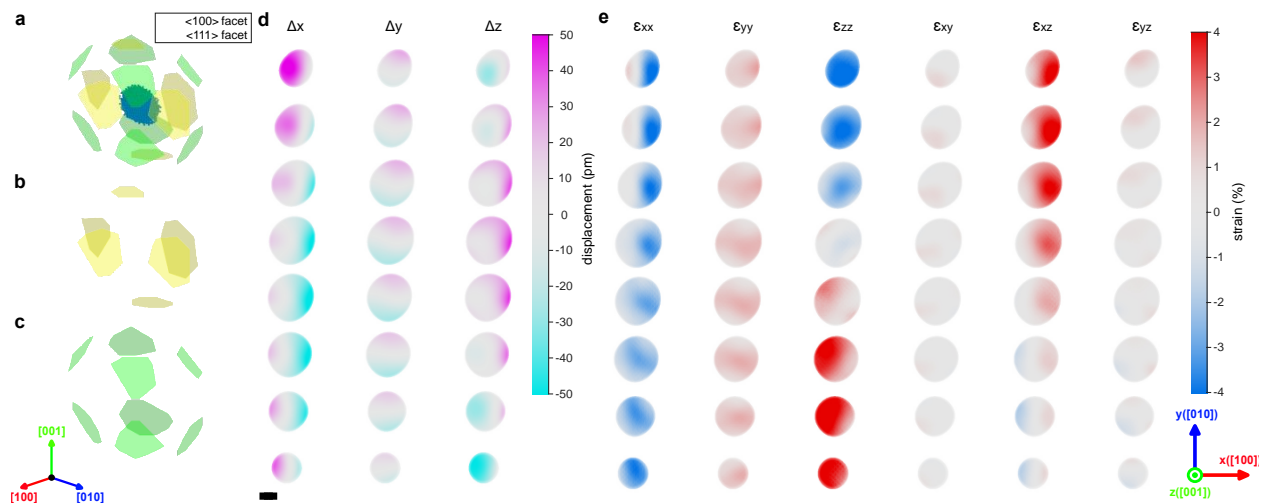 a
<100> facet
<111> facet
b
c
[001]
[100]
[010]
d
Δx Δy Δz
50
40
30
20
10
0
-10
-20
-30
-40
-50
displacement (pm)
e
εxx εyy εzz εxy εxz εyz
4
3
2
1
0
-1
-2
-3
-4
strain (%)
y([010])
x([100])
z([001])